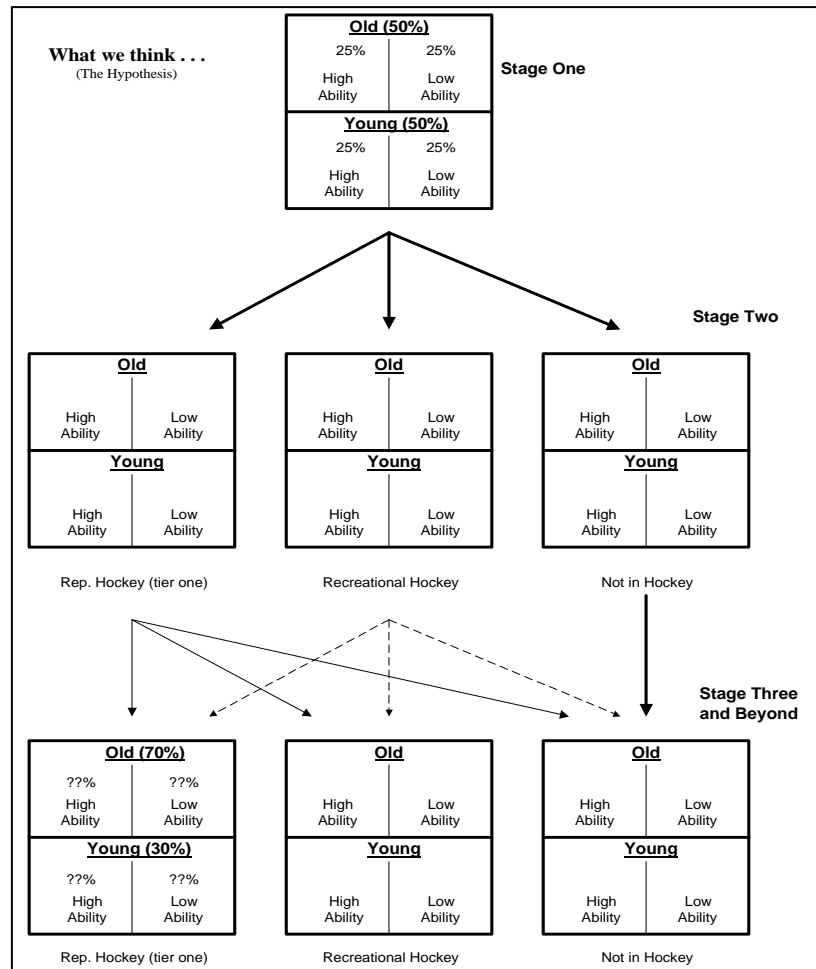 What we think . . .
(The Hypothesis)
Old (50%)
25% 25%
High Low
Ability Ability
Stage One
Young (50%)
25% 25%
High Low
Ability Ability
Stage Two
Old Old Old
High Low High Low High Low
Ability Ability Ability Ability Ability Ability
Young Young Young
High Low High Low High Low
Ability Ability Ability Ability Ability Ability
Rep. Hockey (tier one) Recreational Hockey Not in Hockey
Stage Three
and Beyond
Old (70%) Old Old
??% ??%
High Low High Low High Low
Ability Ability Ability Ability Ability Ability
Young (30%) Young Young
??% ??%
High Low High Low High Low
Ability Ability Ability Ability Ability Ability
Rep. Hockey (tier one) Recreational Hockey Not in Hockey